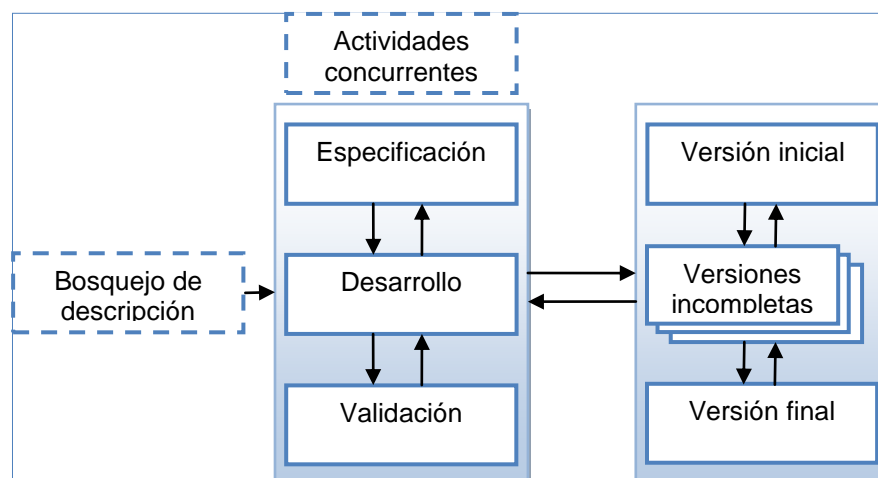 Actividades
concurrentes
Especificación
Versión inicial
Bosquejo de
descripción
Desarrollo
Versiones
incompletas
Validación
Versión final